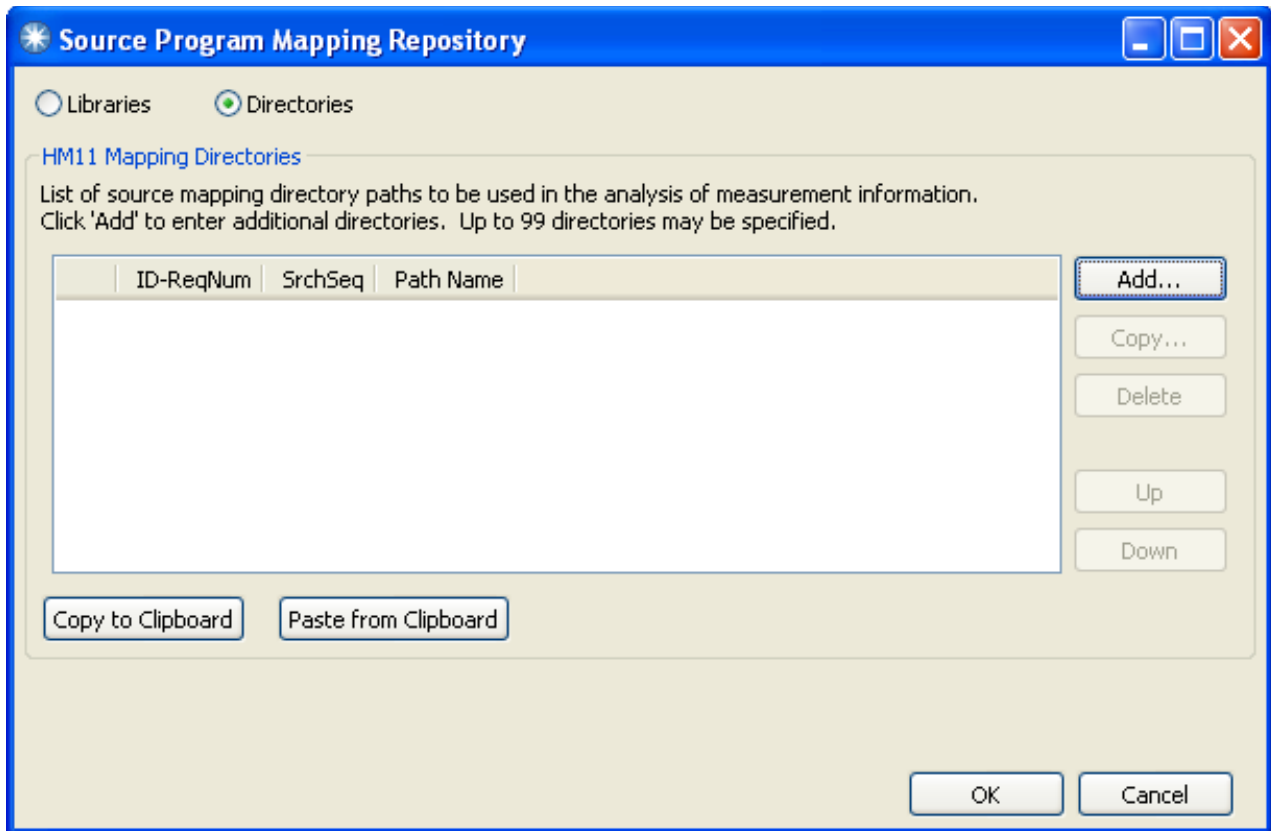 Source Program Mapping Repository
Libraries Directories
HM11 Mapping Directories
List of source mapping directory paths to be used in the analysis of measurement information.
Click 'Add' to enter additional directories.  Up to 99 directories may be specified.
ID-ReqNum SrchSeq Path Name
Add...
Copy...
Delete
Up
Down
Copy to Clipboard Paste from Clipboard
OK Cancel